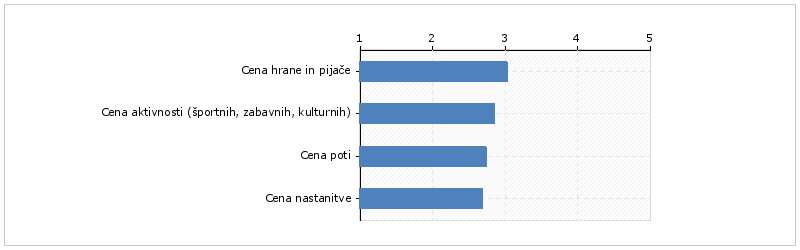 1 2 3 4 5
Cena hrane in pijače
Cena aktivnosti (športnih, zabavnih, kulturnih)
Cena poti
Cena nastanitve